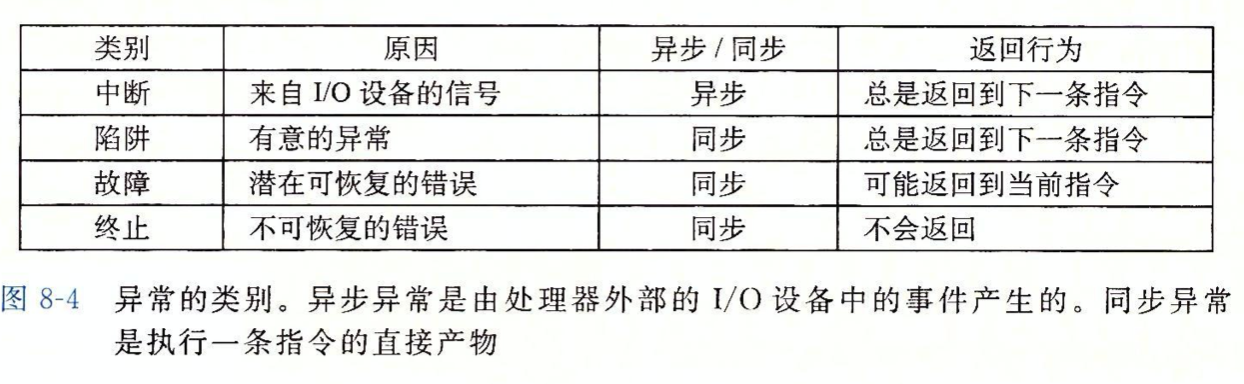 类别 原因 异步 / 同步 返回行为
中断 来自 I/O 设备的信号 异步 总是返回到下一条指令
陷阱 有意的异常 同步 总是返回到下一条指令
故障 潜在可恢复的错误 同步 可能返回到当前指令
终止 不可恢复的错误 同步 不会返回
图 8-4 异常的类别。异步异常是由处理器外部的 I/O 设备中的事件产生的。同步异常
是执行一条指令的直接产物